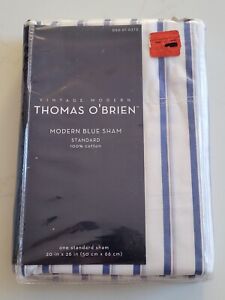 VINTAGE MODERN
THOMAS O'BRIEN™
MODERN BLUE SHAM
STANDARD
100% cotton
one standard sham
20 in x 26 in (50 cm x 66 cm)